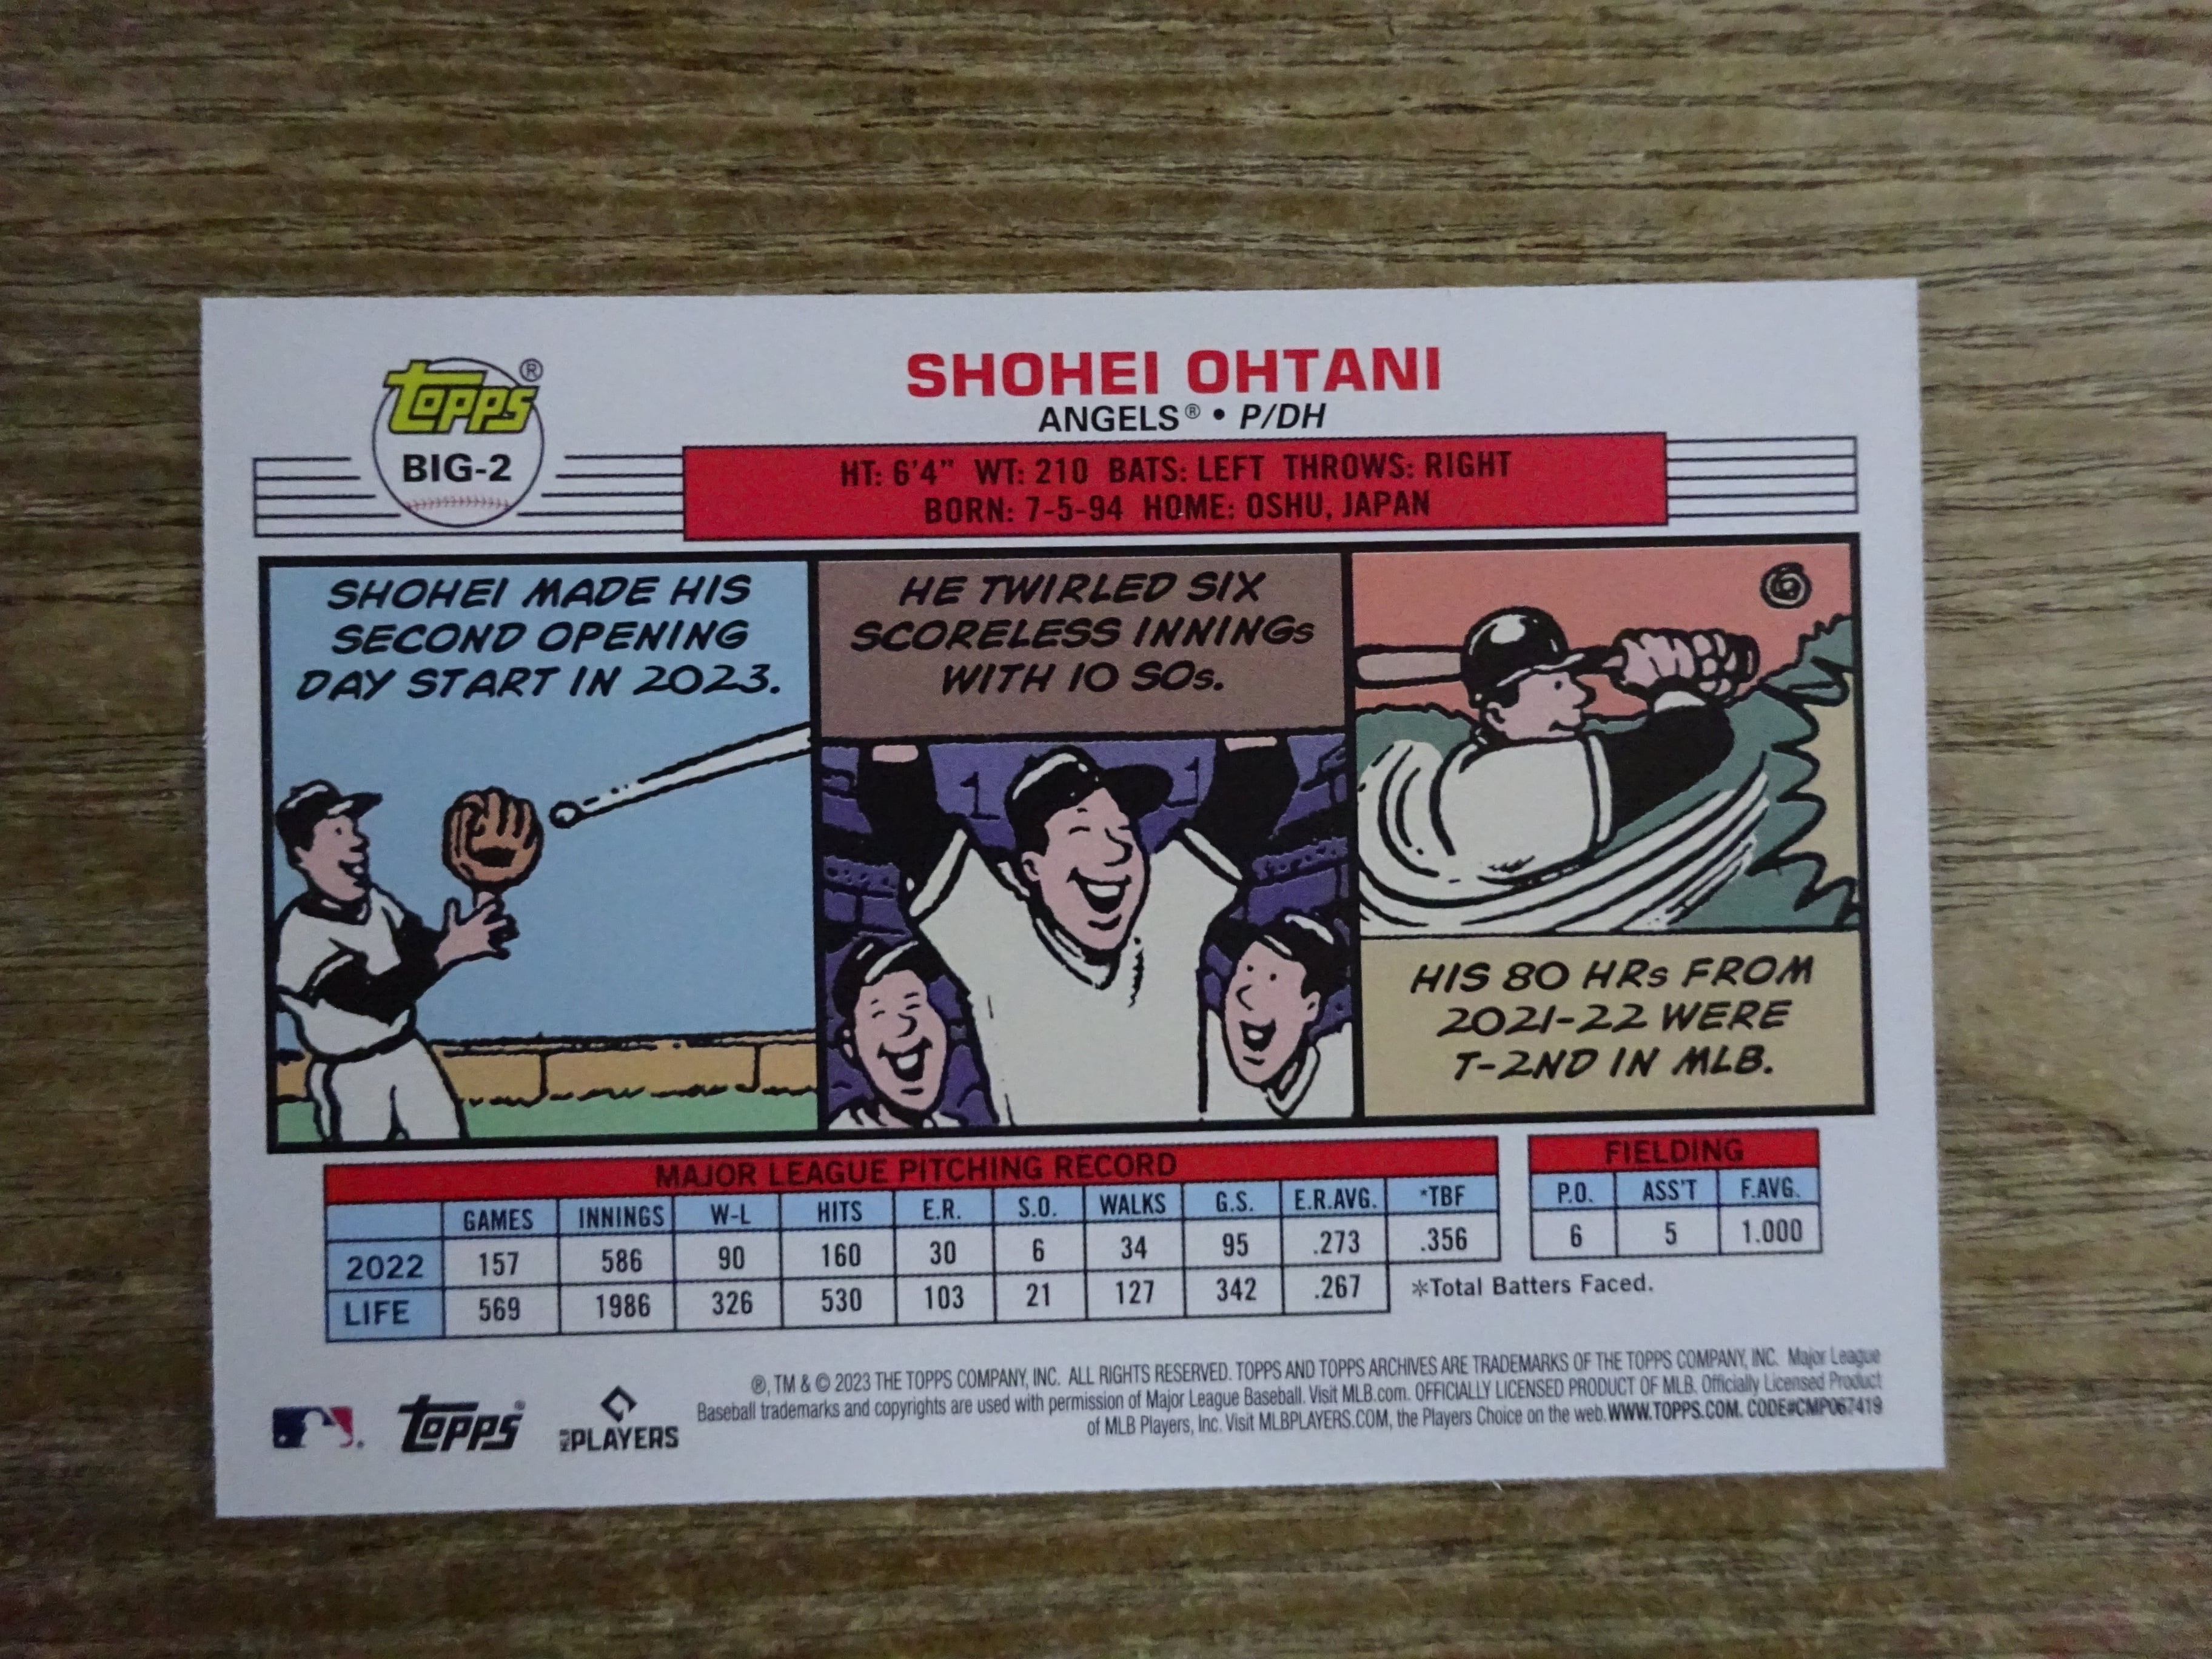 topps®
BIG-2
SHOHEI OHTANI
ANGELS® • P/DH
HT: 6'4" WT: 210 BATS: LEFT THROWS: RIGHT
BORN: 7-5-94 HOME: OSHU, JAPAN
SHOHEI MADE HIS
SECOND OPENING
DAY START IN 2023.
HE TWIRLED SIX
SCORELESS INNINGS
WITH 10 SOs.
1 1
HIS 80 HRs FROM
2021-22 WERE
T-2ND IN MLB.
MAJOR LEAGUE PITCHING RECORD
GAMES INNINGS W-L HITS E.R. S.O. WALKS G.S. E.R.AVG. *TBF
2022 157 586 90 160 30 6 34 95 .273 .356
LIFE 569 1986 326 530 103 21 127 342 .267
*Total Batters Faced.
FIELDING
P.O. ASS'T F.AVG.
6 5 1.000
®, TM & © 2023 THE TOPPS COMPANY, INC. ALL RIGHTS RESERVED. TOPPS AND TOPPS ARCHIVES ARE TRADEMARKS OF THE TOPPS COMPANY, INC. Major League
Baseball trademarks and copyrights are used with permission of Major League Baseball. Visit MLB.com. OFFICIALLY LICENSED PRODUCT OF MLB. Officially Licensed Product
of MLB Players, Inc. Visit MLBPLAYERS.COM, the Players Choice on the web. WWW.TOPPS.COM. CODE#CMP067419
topps®
PLAYERS